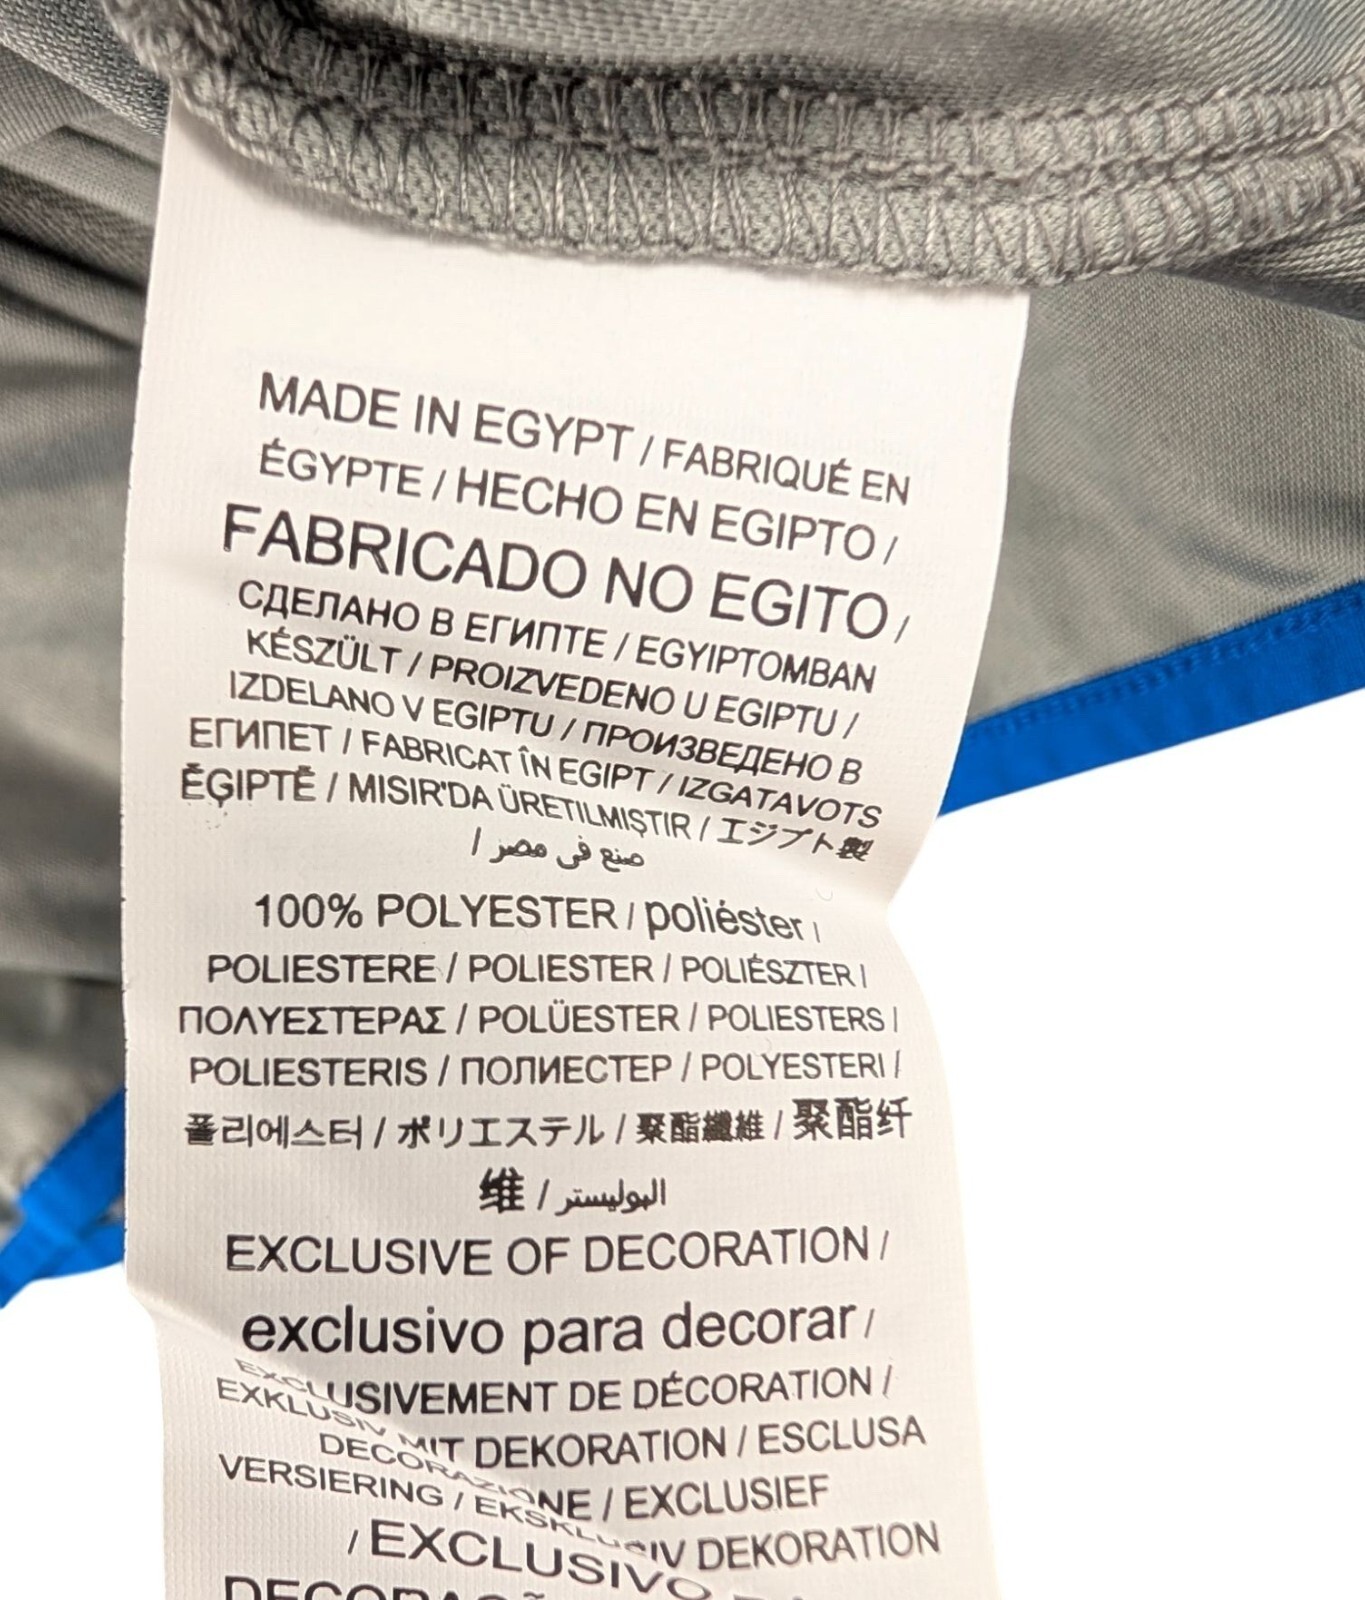 MADE IN EGYPT / FABRIQUÉ EN
ÉGYPTE / HECHO EN EGIPTO /
FABRICADO NO EGITO /
СДЕЛАНО В ЕГИПТЕ / EGYIPTOMBAN
KÉSZÜLT / PROIZVEDENO U EGIPTU /
IZDELANO V EGIPTU / ПРОИЗВЕДЕНО В
ЕГИПЕТ / FABRICAT ÎN EGIPT / IZGATAVOTS
ĒĢIPTĒ / MISIR'DA ÜRETILMIŞTIR / エジプト製
/ صنع في مصر
100% POLYESTER / poliéster /
POLIESTERE / POLIESTER / POLIÉSZTER /
ΠΟΛΥΕΣΤΕΡΑΣ / POLÜESTER / POLIESTERS /
POLIESTERIS / ПОЛИЕСТЕР / POLYESTERI /
폴리에스터 / ポリエステル / 聚酯纖維 / 聚酯纤
维 / البوليستر
EXCLUSIVE OF DECORATION /
exclusivo para decorar /
EXCLUSIVEMENT DE DÉCORATION /
EXKLUSIV MIT DEKORATION / ESCLUSA
DECORAZIONE / EXCLUSIEF
VERSIERING / EKSKLUSIV DEKORATION
/ EXCLUSIVO